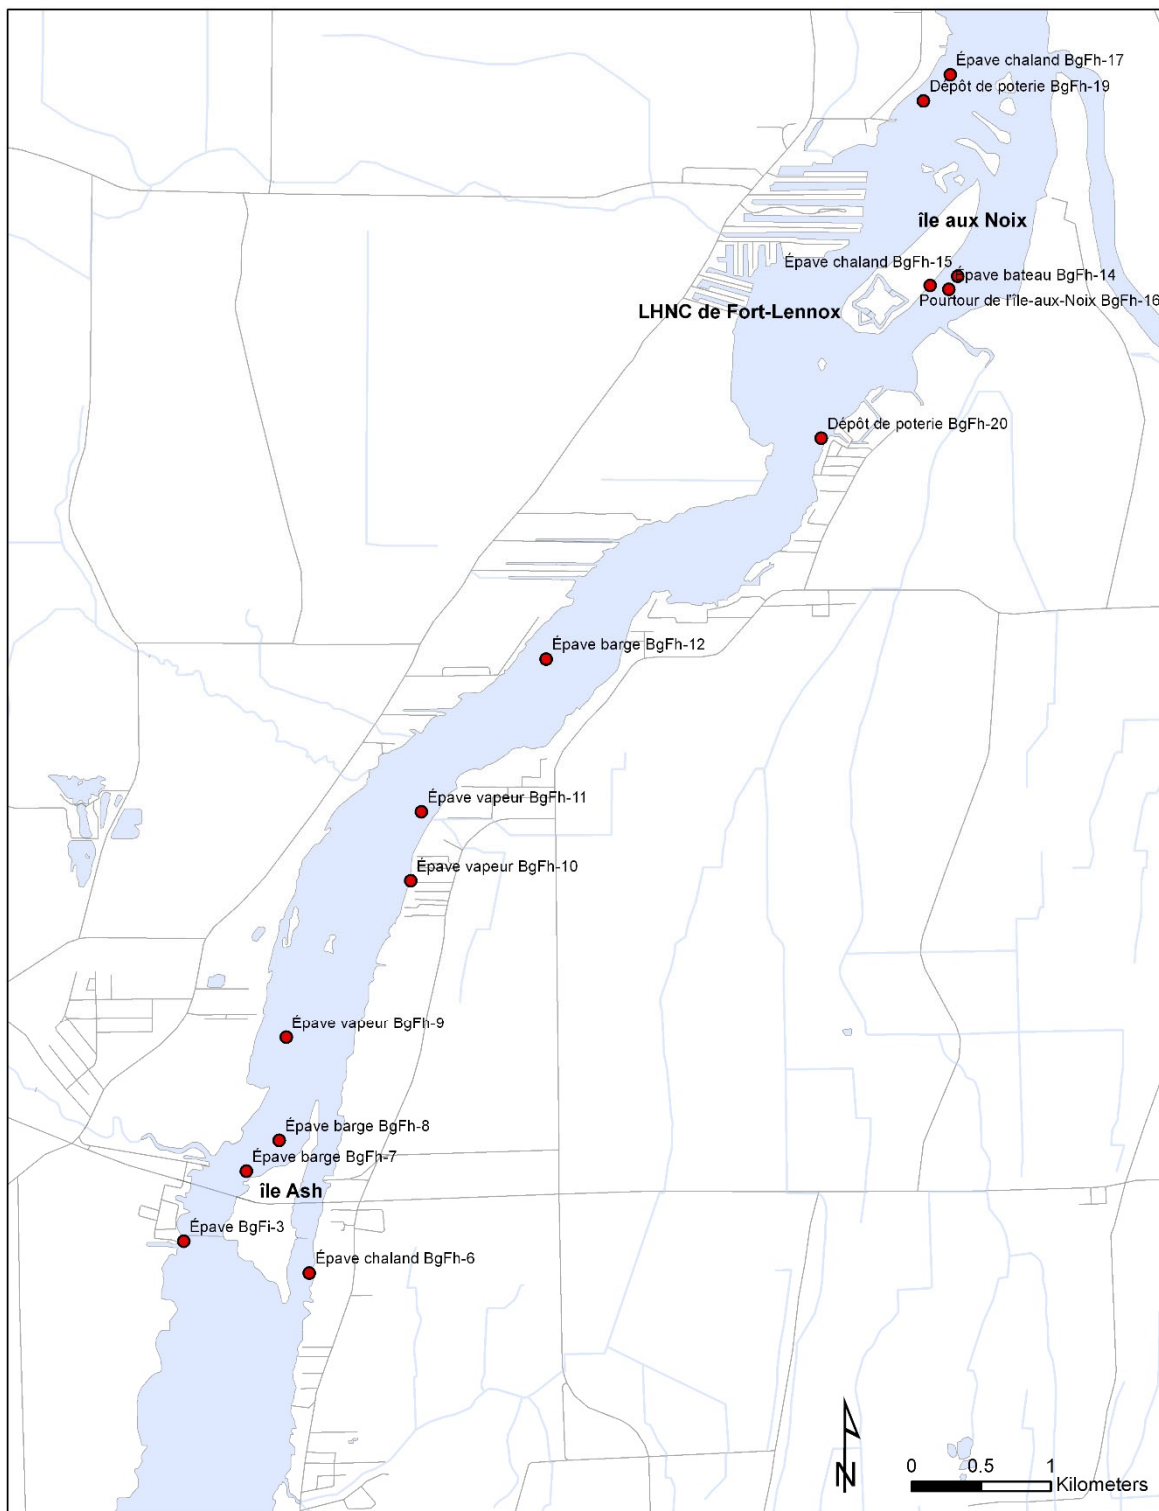 Épave chaland BgFh-17
Dépôt de poterie BgFh-19
île aux Noix
Épave chaland BgFh-15
Épave bateau BgFh-14
Pourtour de l'île-aux-Noix BgFh-16
LHNC de Fort-Lennox
Dépôt de poterie BgFh-20
Épave barge BgFh-12
Épave vapeur BgFh-11
Épave vapeur BgFh-10
Épave vapeur BgFh-9
Épave barge BgFh-8
Épave barge BgFh-7
île Ash
Épave BgFi-3
Épave chaland BgFh-6
N
0 0.5 1
Kilometers